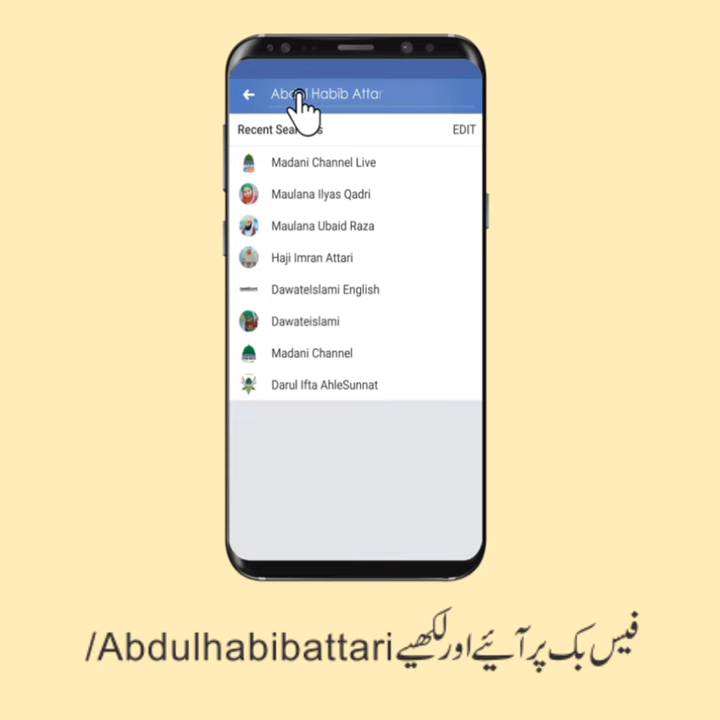 Abdul Habib Attar
Recent Searches
EDIT
Madani Channel Live
Maulana Ilyas Qadri
Maulana Ubaid Raza
Haji Imran Attari
DawateIslami English
Dawateislami
Madani Channel
Darul Ifta AhleSunnat
فیس بک پر آئیے اور لکھیے /Abdulhabibattari